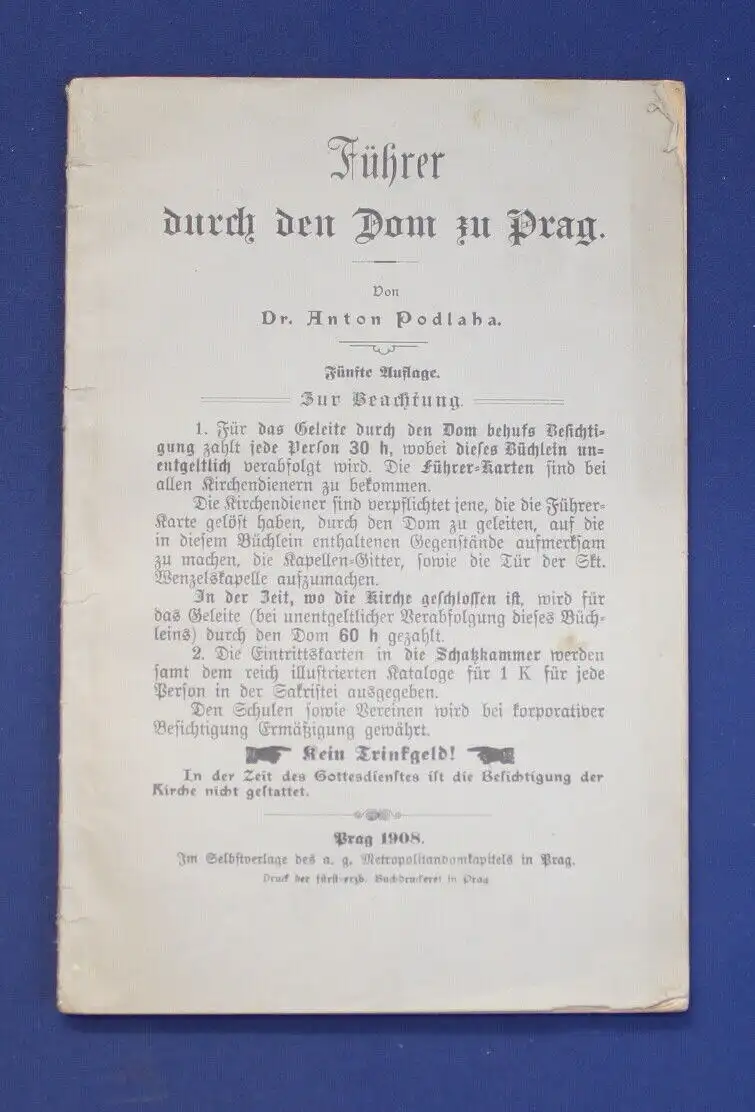 Führer
durch den Dom zu Prag.
Von
Dr. Anton Podlaha.
Fünfte Auflage.
Zur Beachtung.
1. Für das Geleite durch den Dom behufs Besichti-
gung zahlt jede Person 30 h, wobei dieses Büchlein un-
entgeltlich verabfolgt wird. Die Führer-Karten sind bei
allen Kirchendienern zu bekommen.
Die Kirchendiener sind verpflichtet jene, die die Führer-
Karte gelöst haben, durch den Dom zu geleiten, auf die
in diesem Büchlein enthaltenen Gegenstände aufmerksam
zu machen, die Kapellen-Gitter, sowie die Tür der Skt.
Wenzelskapelle aufzumachen.
In der Zeit, wo die Kirche geschlossen ist, wird für
das Geleite (bei unentgeltlicher Verabfolgung dieses Büch-
leins) durch den Dom 60 h gezahlt.
2. Die Eintrittskarten in die Schatzkammer werden
samt dem reich illustrierten Kataloge für 1 K für jede
Person in der Sakristei ausgegeben.
Den Schulen sowie Vereinen wird bei korporativer
Besichtigung Ermäßigung gewährt.
Kein Trinkgeld!
In der Zeit des Gottesdienstes ist die Besichtigung der
Kirche nicht gestattet.
Prag 1908.
Im Selbstverlage des a. g. Metropolitandomkapitels in Prag.
Druck der fürst-erzb. Buchdruckerei in Prag